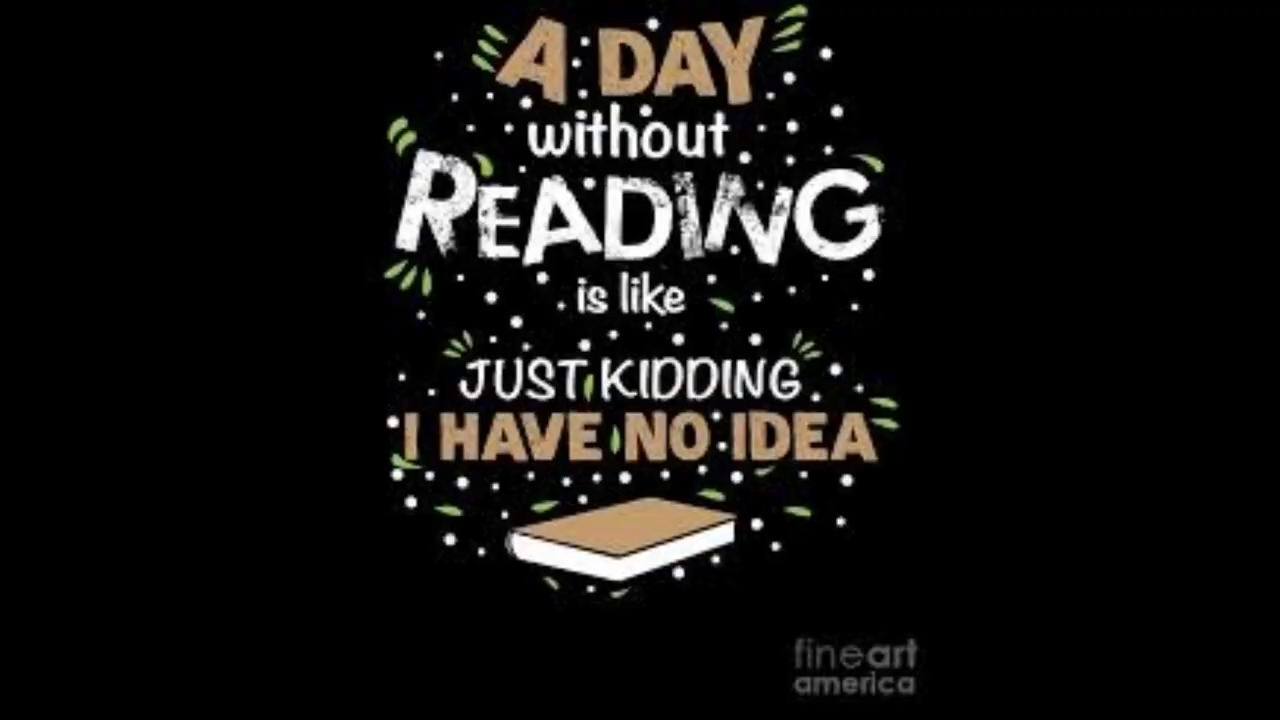 A DAY
without
READING
is like
JUST KIDDING
I HAVE NO IDEA
fineart
america